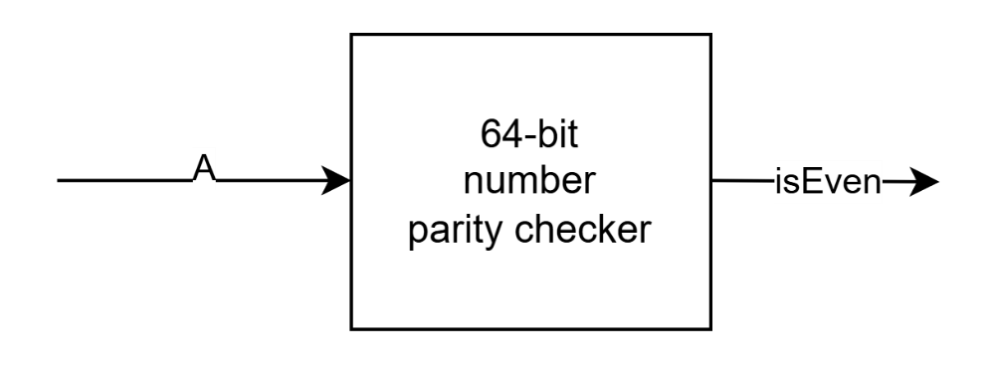 A
64-bit
number
parity checker
isEven